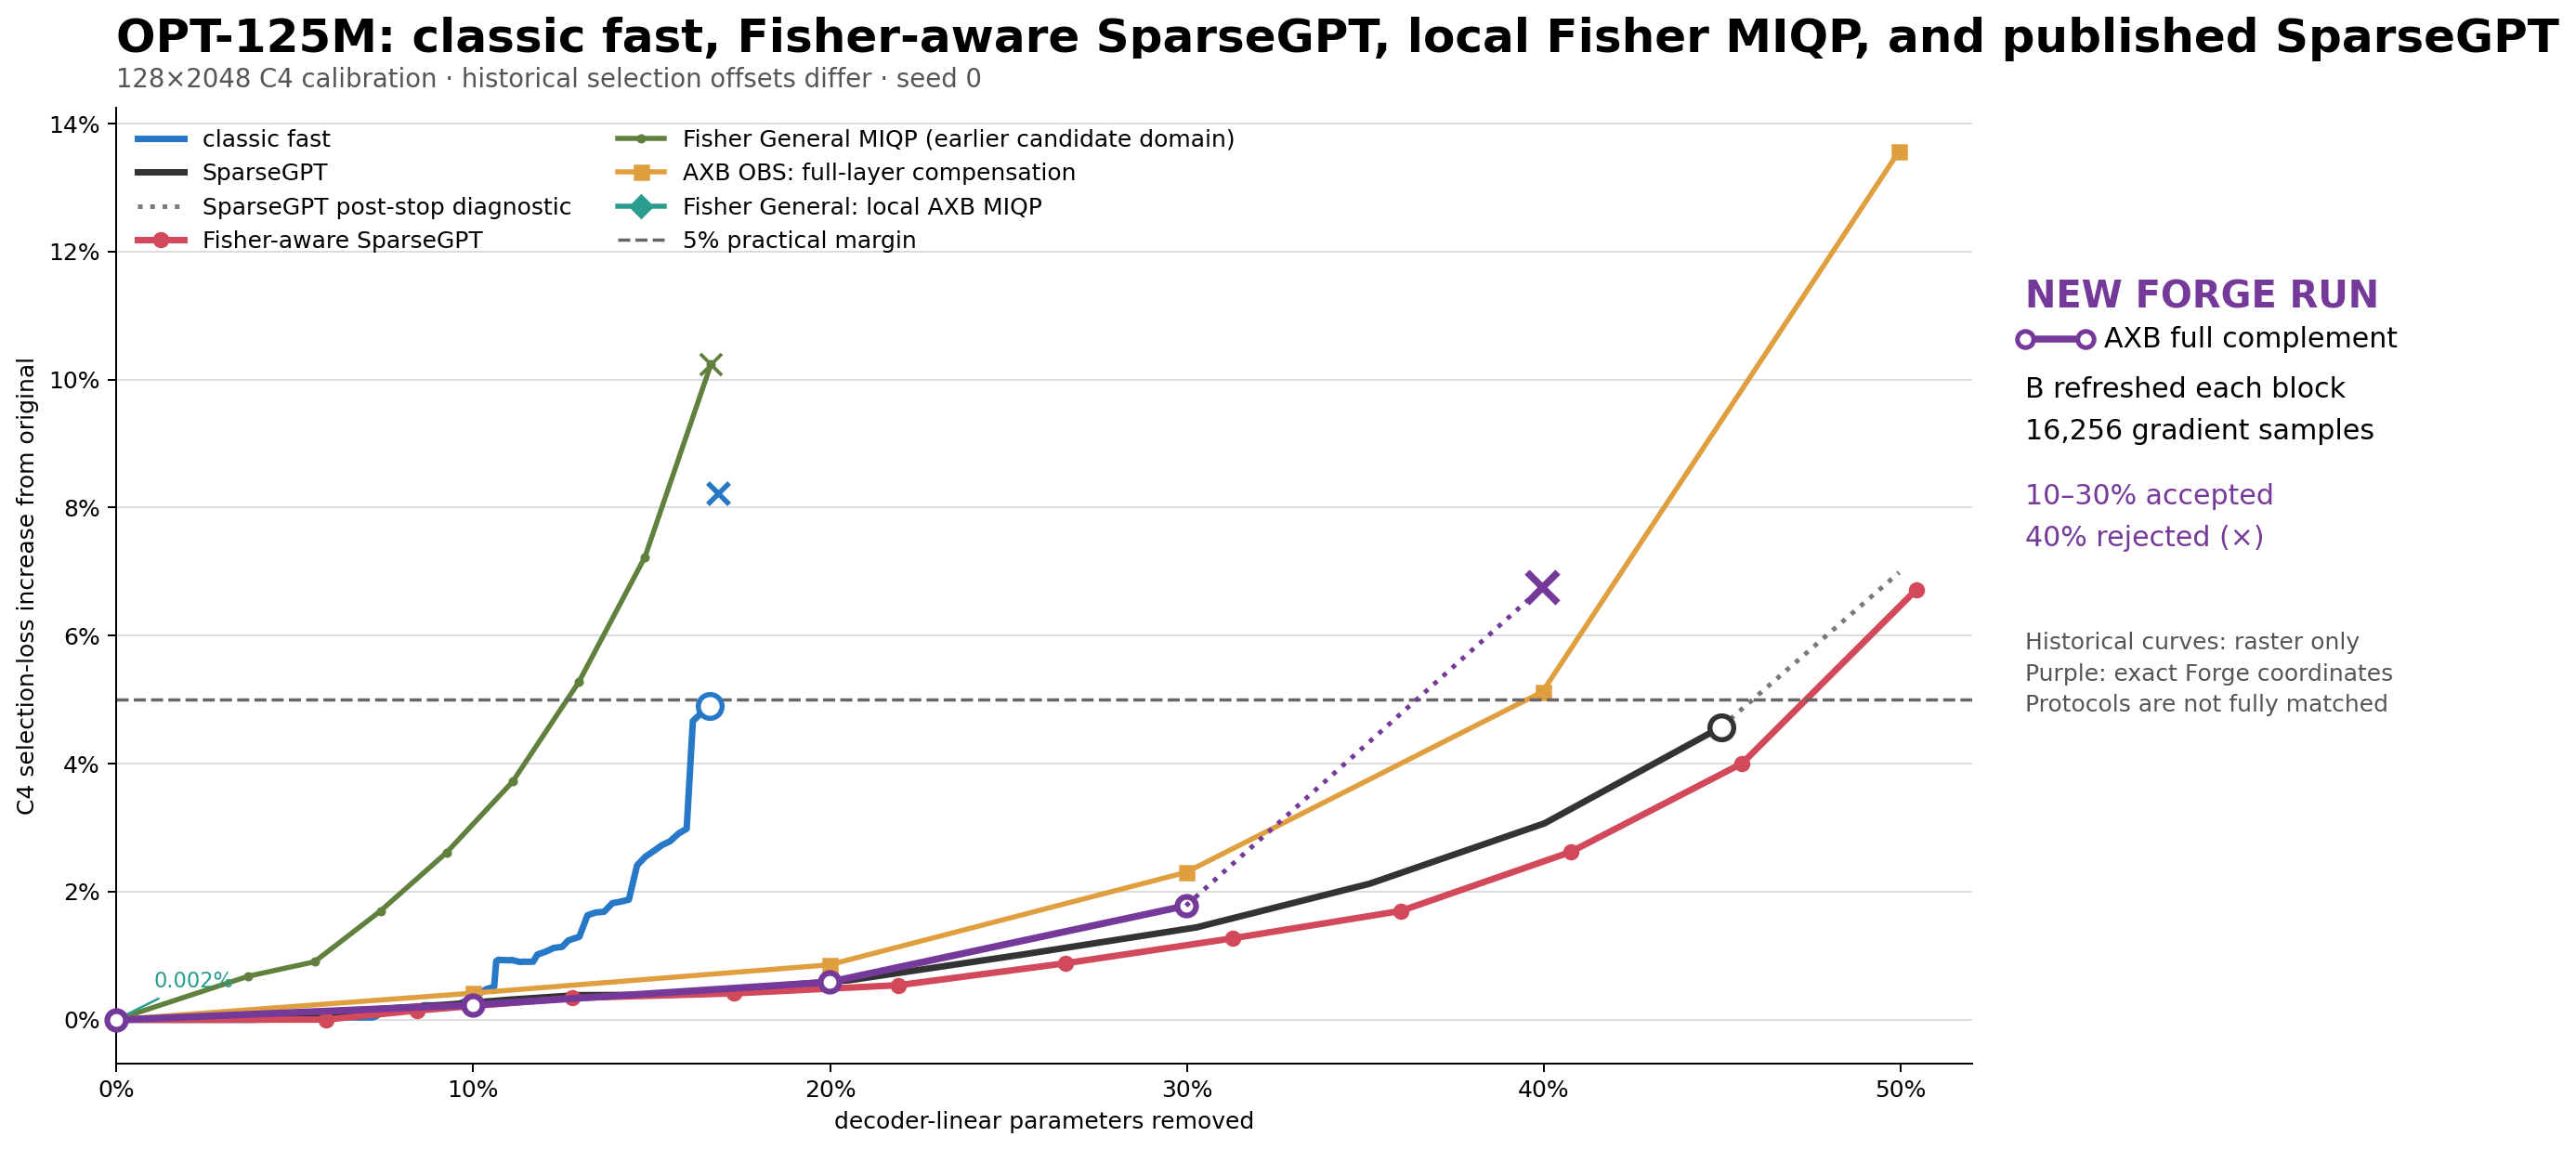 OPT-125M: classic fast, Fisher-aware SparseGPT, local Fisher MIQP, and published SparseGPT
128×2048 C4 calibration · historical selection offsets differ · seed 0
classic fast
SparseGPT
SparseGPT post-stop diagnostic
Fisher-aware SparseGPT
Fisher General MIQP (earlier candidate domain)
AXB OBS: full-layer compensation
Fisher General: local AXB MIQP
5% practical margin
C4 selection-loss increase from original
14%
12%
10%
8%
6%
4%
2%
0%
0.002%
0%
10%
20%
30%
40%
50%
decoder-linear parameters removed
NEW FORGE RUN
AXB full complement
B refreshed each block
16,256 gradient samples
10–30% accepted
40% rejected (×)
Historical curves: raster only
Purple: exact Forge coordinates
Protocols are not fully matched